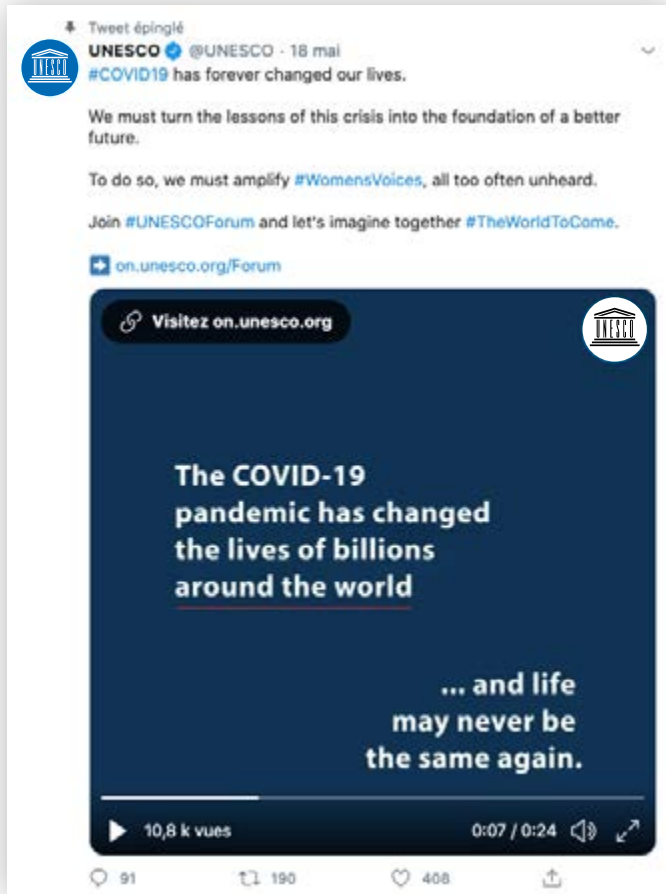 Tweet épinglé
UNESCO @UNESCO · 18 mai
#COVID19 has forever changed our lives.
We must turn the lessons of this crisis into the foundation of a better
future.
To do so, we must amplify #WomensVoices, all too often unheard.
Join #UNESCOForum and let's imagine together #TheWorldToCome.
on.unesco.org/Forum
Visitez on.unesco.org
UNESCO
UNESCO
The COVID-19
pandemic has changed
the lives of billions
around the world
... and life
may never be
the same again.
10,8 k vues
0:07 / 0:24
91 190 408